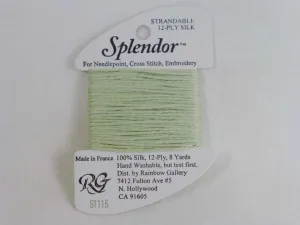 STRANDABLE
12-PLY SILK
Splendor™
For Needlepoint, Cross Stitch, Embroidery
Made in France
100% Silk, 12-Ply, 8 Yards
Hand Washable, but test first.
Dist. by Rainbow Gallery
7412 Fulton Ave #5
N. Hollywood
CA 91605
RG
S1115